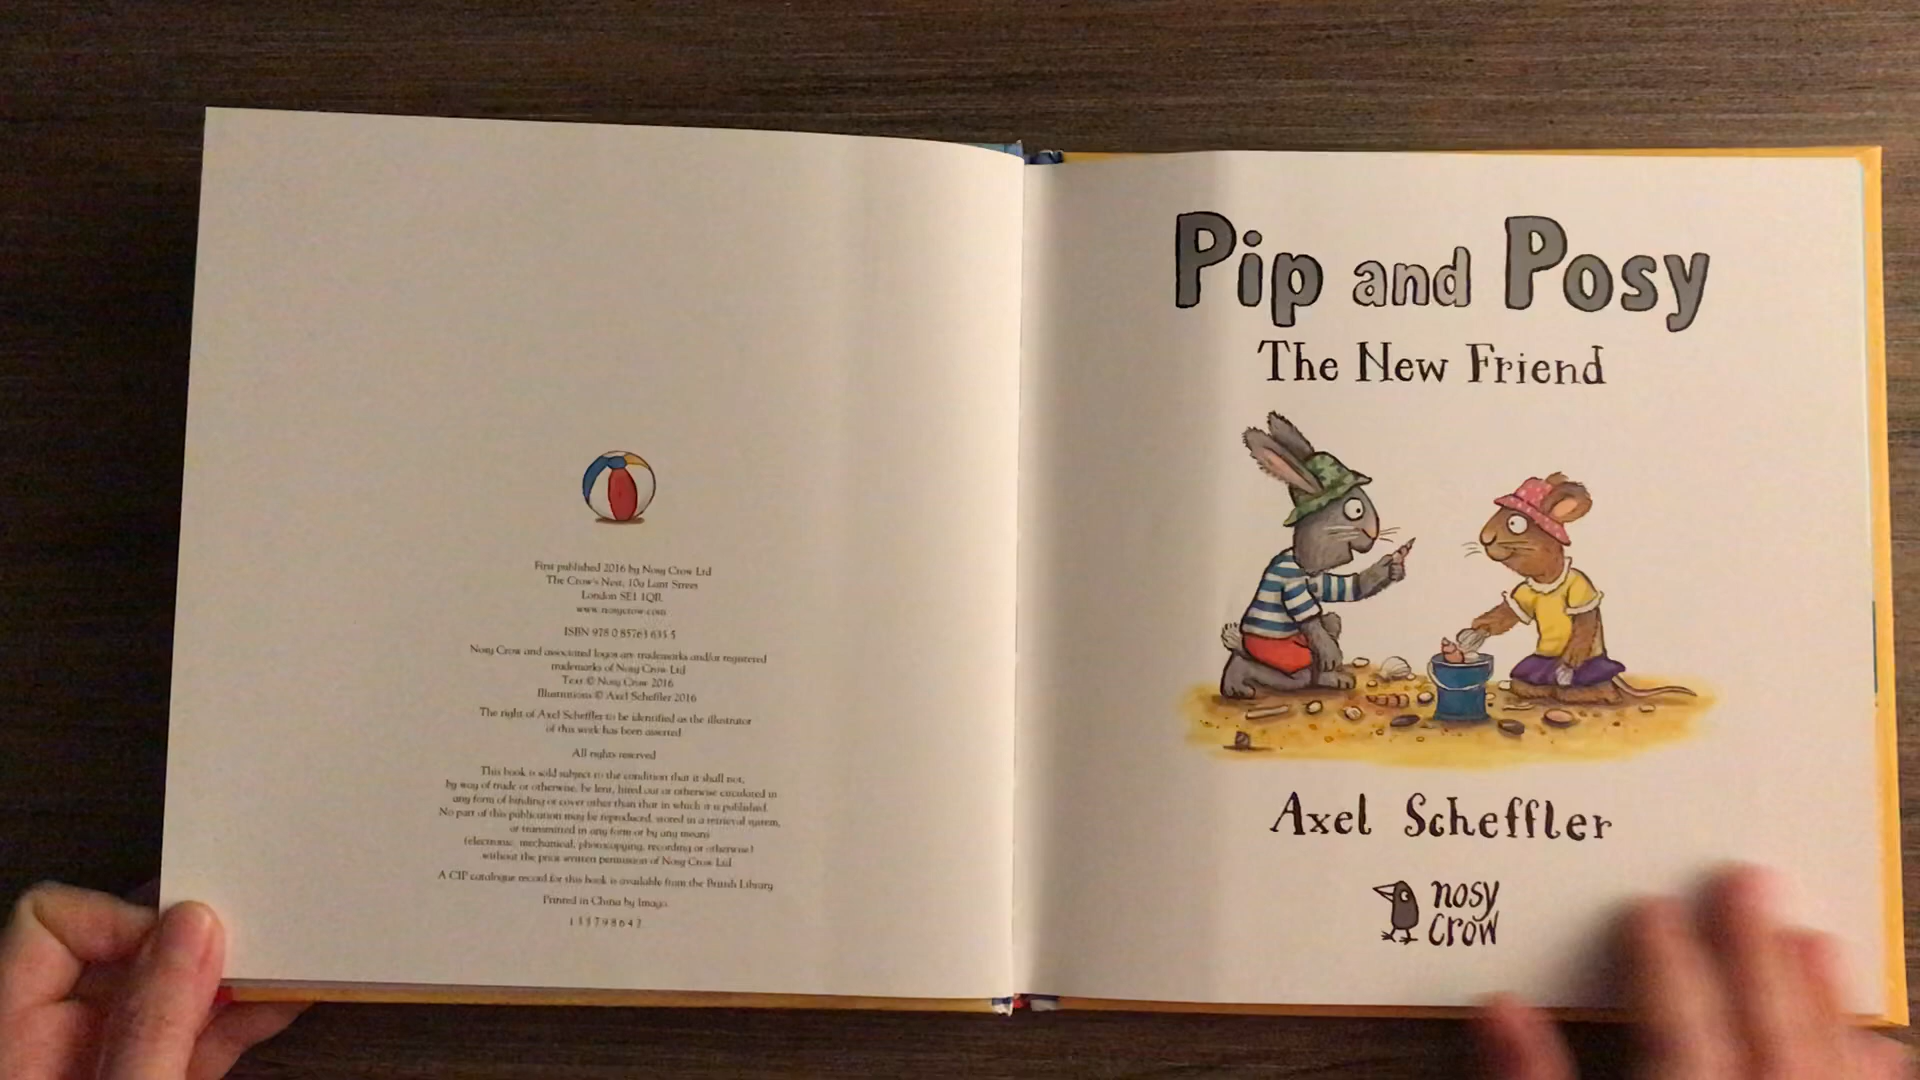 First published 2016 by Nosy Crow Ltd
The Crow's Nest, 10a Lant Street
London SE1 1QR
www.nosycrow.com
ISBN 978 0 85763 635 5
Nosy Crow and associated logos are trademarks and/or registered
trademarks of Nosy Crow Ltd
Text © Nosy Crow 2016
Illustrations © Axel Scheffler 2016
The right of Axel Scheffler to be identified as the illustrator
of this work has been asserted
All rights reserved
This book is sold subject to the condition that it shall not,
by way of trade or otherwise, be lent, hired out or otherwise circulated in
any form of binding or cover other than that in which it is published.
No part of this publication may be reproduced, stored in a retrieval system,
or transmitted in any form or by any means
(electronic, mechanical, photocopying, recording or otherwise)
without the prior written permission of Nosy Crow Ltd
A CIP catalogue record for this book is available from the British Library
Printed in China by Imago
1 3 5 7 9 8 6 4 2
Pip and Posy
The New Friend
Axel Scheffler
nosy
crow